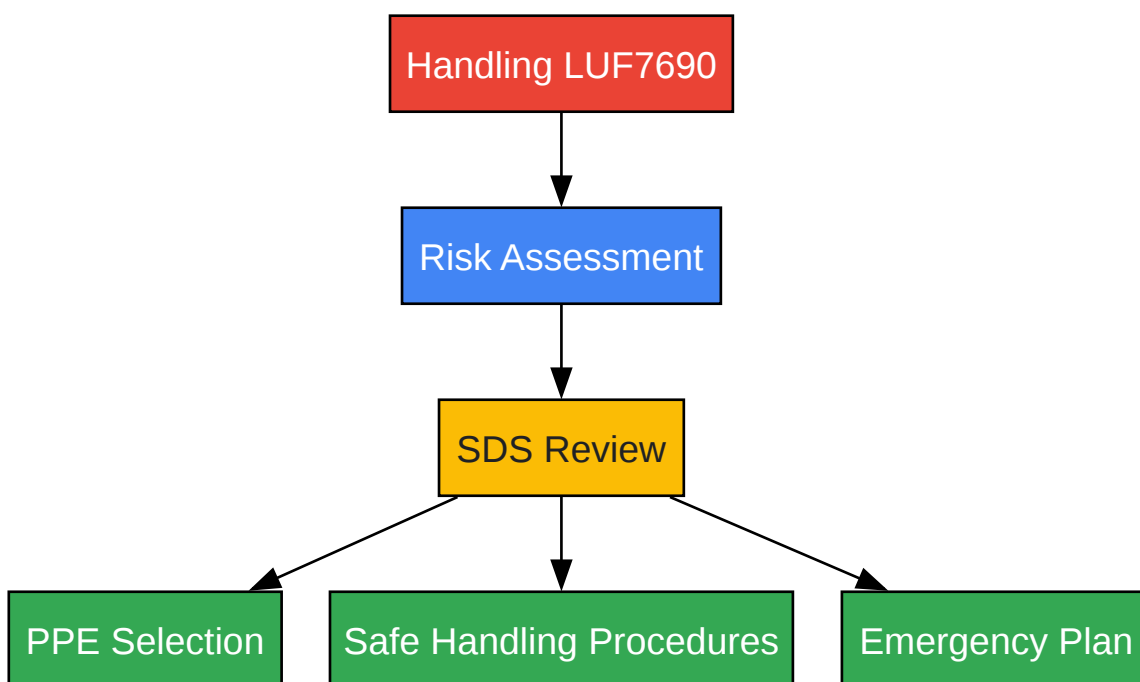 Handling LUF7690
Risk Assessment
SDS Review
PPE Selection
Safe Handling Procedures
Emergency Plan